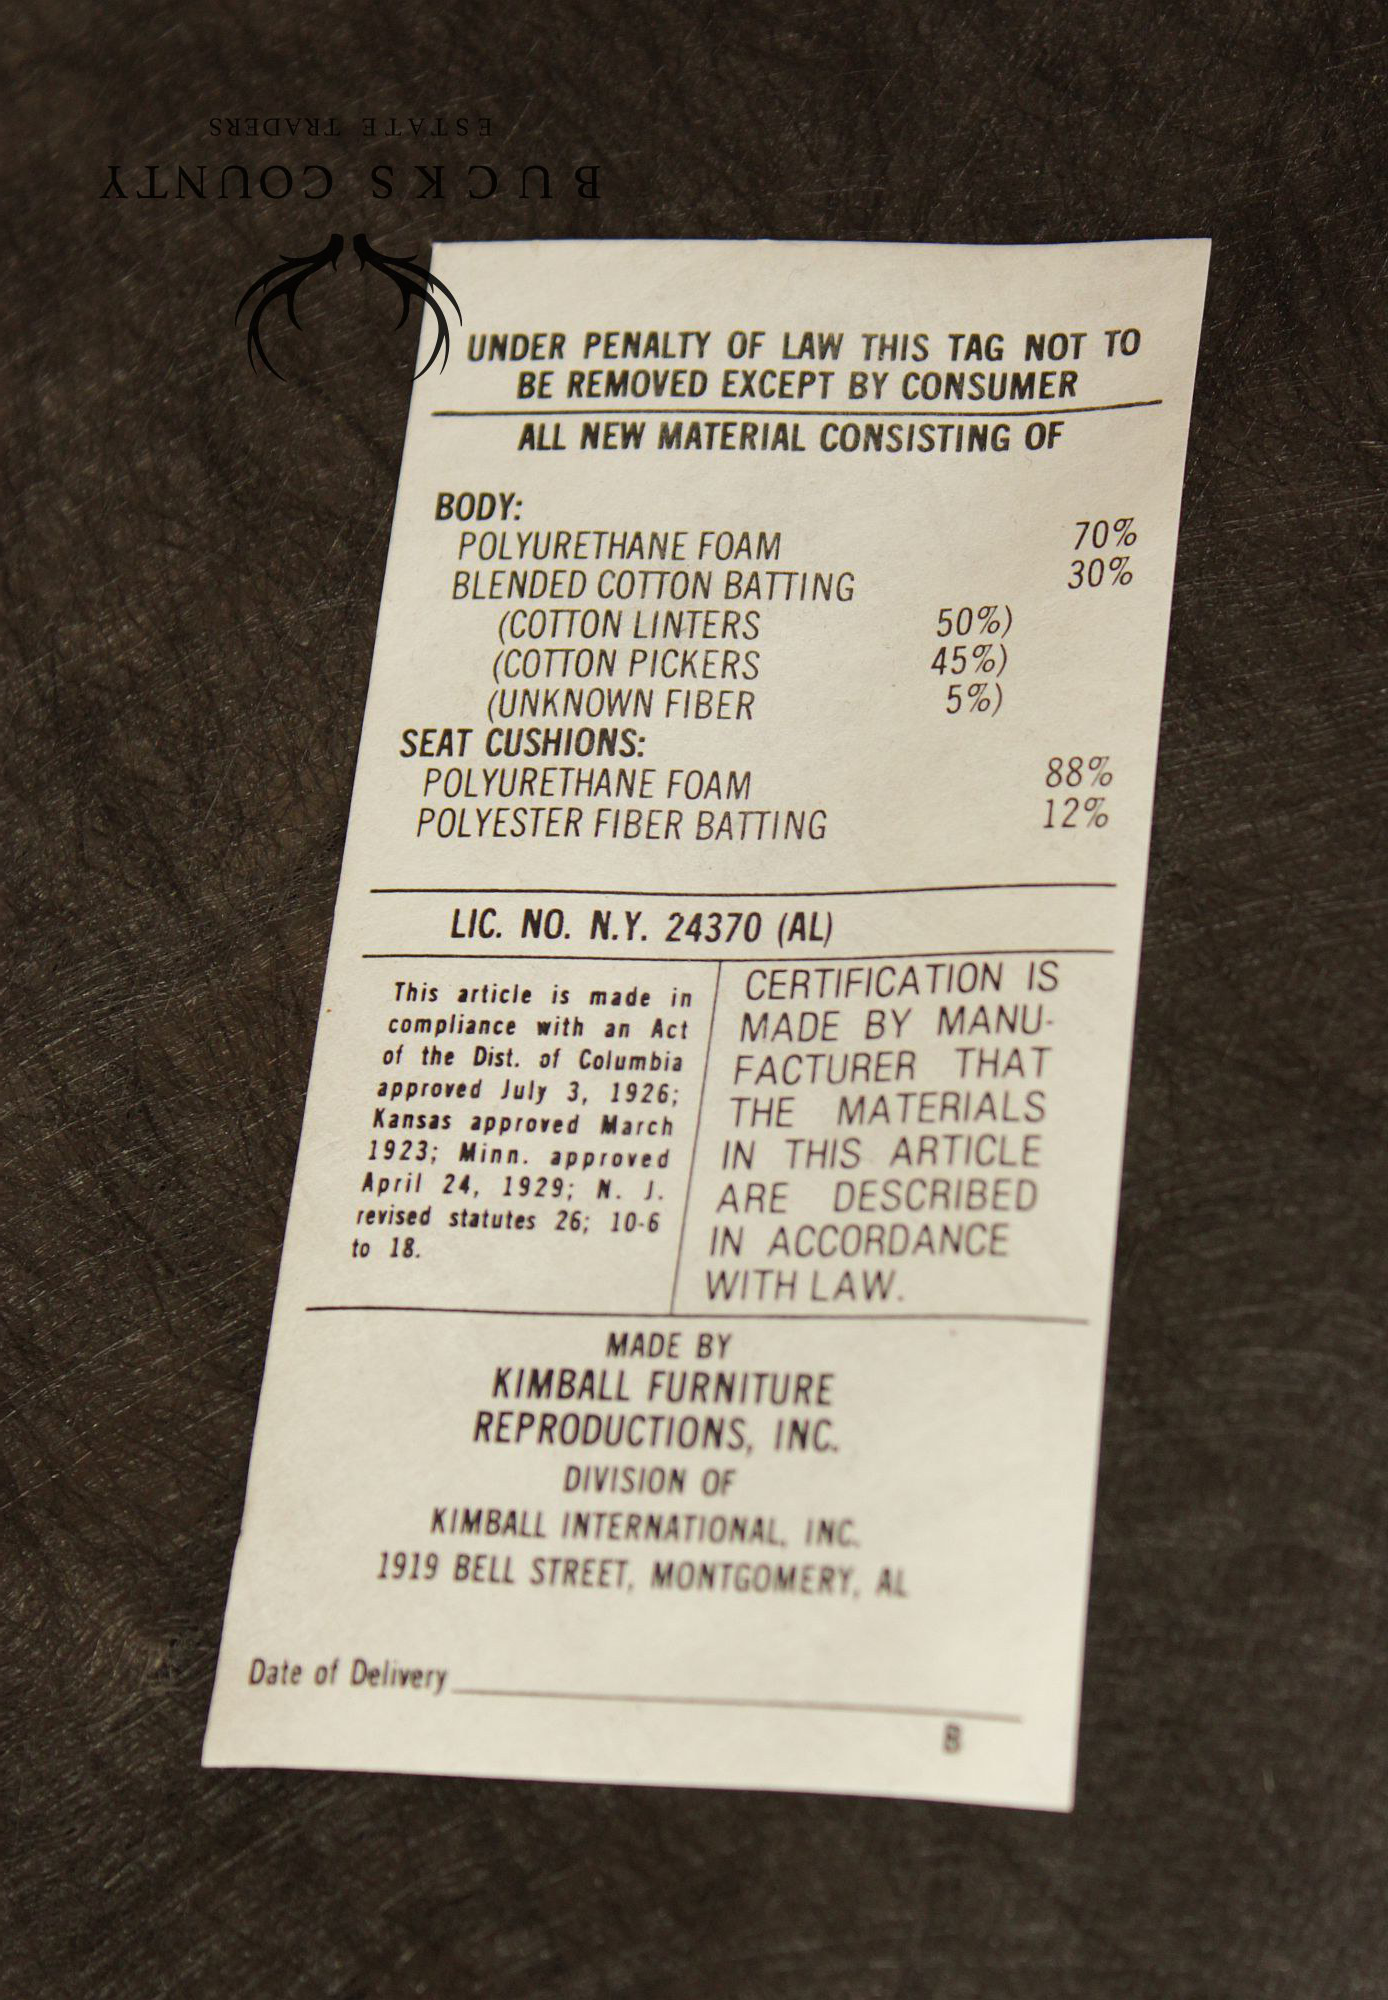 ESTATE TRADERS
BUCKS COUNTY
UNDER PENALTY OF LAW THIS TAG NOT TO
BE REMOVED EXCEPT BY CONSUMER
ALL NEW MATERIAL CONSISTING OF
BODY:
POLYURETHANE FOAM 70%
BLENDED COTTON BATTING 30%
(COTTON LINTERS 50%)
(COTTON PICKERS 45%)
(UNKNOWN FIBER 5%)
SEAT CUSHIONS:
POLYURETHANE FOAM 88%
POLYESTER FIBER BATTING 12%
LIC. NO. N.Y. 24370 (AL)
This article is made in
compliance with an Act
of the Dist. of Columbia
approved July 3, 1926;
Kansas approved March
1923; Minn. approved
April 24, 1929; N. J.
revised statutes 26; 10-6
to 18.
CERTIFICATION IS
MADE BY MANU-
FACTURER THAT
THE MATERIALS
IN THIS ARTICLE
ARE DESCRIBED
IN ACCORDANCE
WITH LAW.
MADE BY
KIMBALL FURNITURE
REPRODUCTIONS, INC.
DIVISION OF
KIMBALL INTERNATIONAL, INC.
1919 BELL STREET, MONTGOMERY, AL
Date of Delivery
B